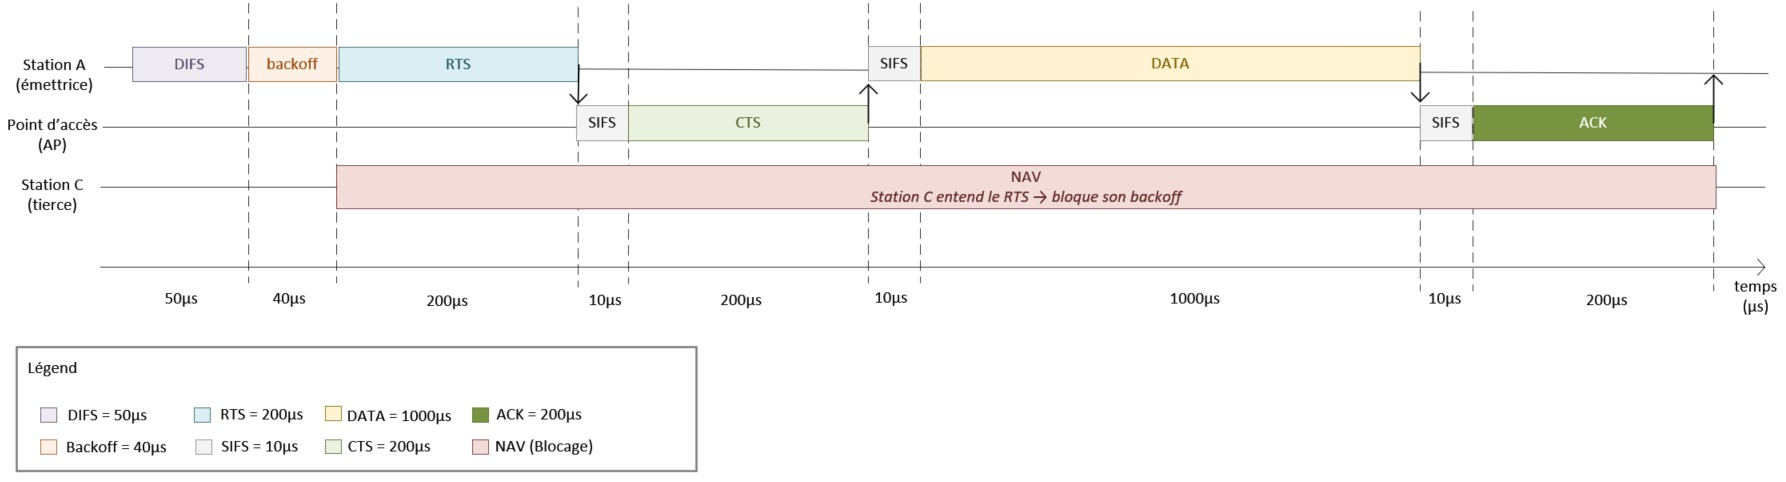 Station A
(émettrice)
DIFS
backoff
RTS
SIFS
DATA
Point d'accès
(AP)
SIFS
CTS
SIFS
ACK
Station C
(tierce)
NAV
Station C entend le RTS → bloque son backoff
50µs
40µs
200µs
10µs
200µs
10µs
1000µs
10µs
200µs
temps
(µs)
Légend
DIFS = 50µs
RTS = 200µs
DATA = 1000µs
ACK = 200µs
Backoff = 40µs
SIFS = 10µs
CTS = 200µs
NAV (Blocage)